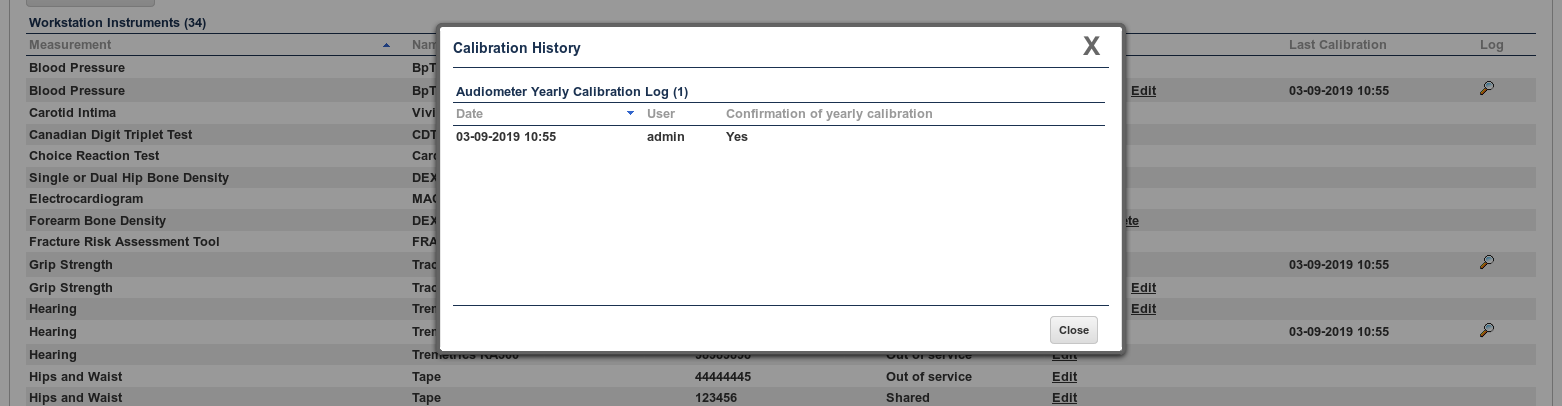 Workstation Instruments (34)
Measurement Nam Last Calibration Log
Calibration History X
Audiometer Yearly Calibration Log (1)
Date User Confirmation of yearly calibration
03-09-2019 10:55 admin Yes
Close
Blood Pressure BpT
Blood Pressure BpT Edit 03-09-2019 10:55
Carotid Intima Vivi
Canadian Digit Triplet Test CDT
Choice Reaction Test Card
Single or Dual Hip Bone Density DEX
Electrocardiogram MAC
Forearm Bone Density DEX ete
Fracture Risk Assessment Tool FRA
Grip Strength Trac 03-09-2019 10:55
Grip Strength Trac Edit
Hearing Trem Edit
Hearing Trem 03-09-2019 10:55
Hearing Tremetrics RA300 Out of service Edit
Hips and Waist Tape 44444445 Out of service Edit
Hips and Waist Tape 123456 Shared Edit